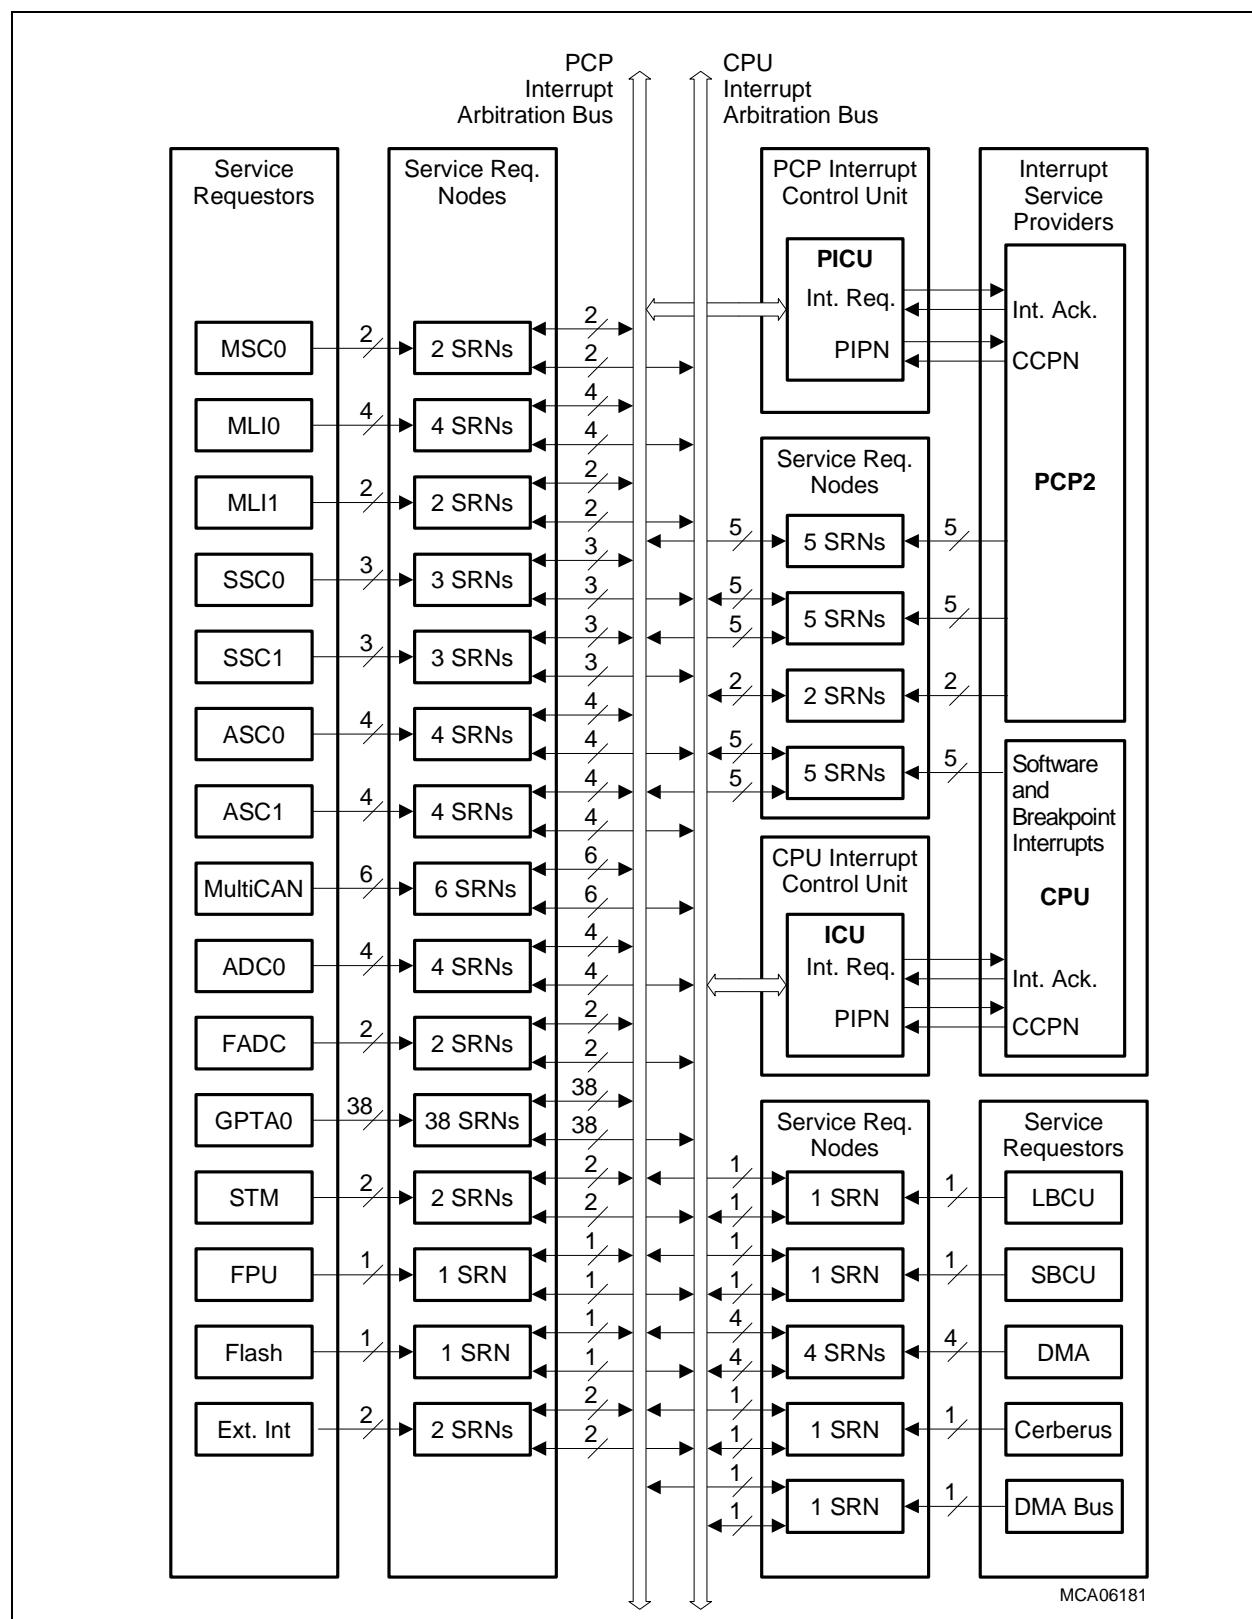 PCP
Interrupt
Arbitration Bus
CPU
Interrupt
Arbitration Bus
Service
Requestors
Service Req.
Nodes
MSC0
2
2 SRNs
2
2
MLI0
4
4 SRNs
4
4
MLI1
2
2 SRNs
2
2
SSC0
3
3 SRNs
3
3
SSC1
3
3 SRNs
3
3
ASC0
4
4 SRNs
4
4
ASC1
4
4 SRNs
4
4
MultiCAN
6
6 SRNs
6
6
ADC0
4
4 SRNs
4
4
FADC
2
2 SRNs
2
2
GPTA0
38
38 SRNs
38
38
STM
2
2 SRNs
2
2
FPU
1
1 SRN
1
1
Flash
1
1 SRN
1
1
Ext. Int
2
2 SRNs
2
2
PCP Interrupt
Control Unit
PICU
Int. Req.
PIPN
Interrupt
Service
Providers
Int. Ack.
CCPN
PCP2
Service Req.
Nodes
5
5 SRNs
5
5
5
5 SRNs
5
2
2 SRNs
2
5
5
5 SRNs
5
Software
and
Breakpoint
Interrupts
CPU
Int. Ack.
CCPN
CPU Interrupt
Control Unit
ICU
Int. Req.
PIPN
Service Req.
Nodes
Service
Requestors
1
1
1 SRN
1
LBCU
1
1
1 SRN
1
SBCU
4
4
4 SRNs
4
DMA
1
1
1 SRN
1
Cerberus
1
1
1 SRN
1
DMA Bus
MCA06181